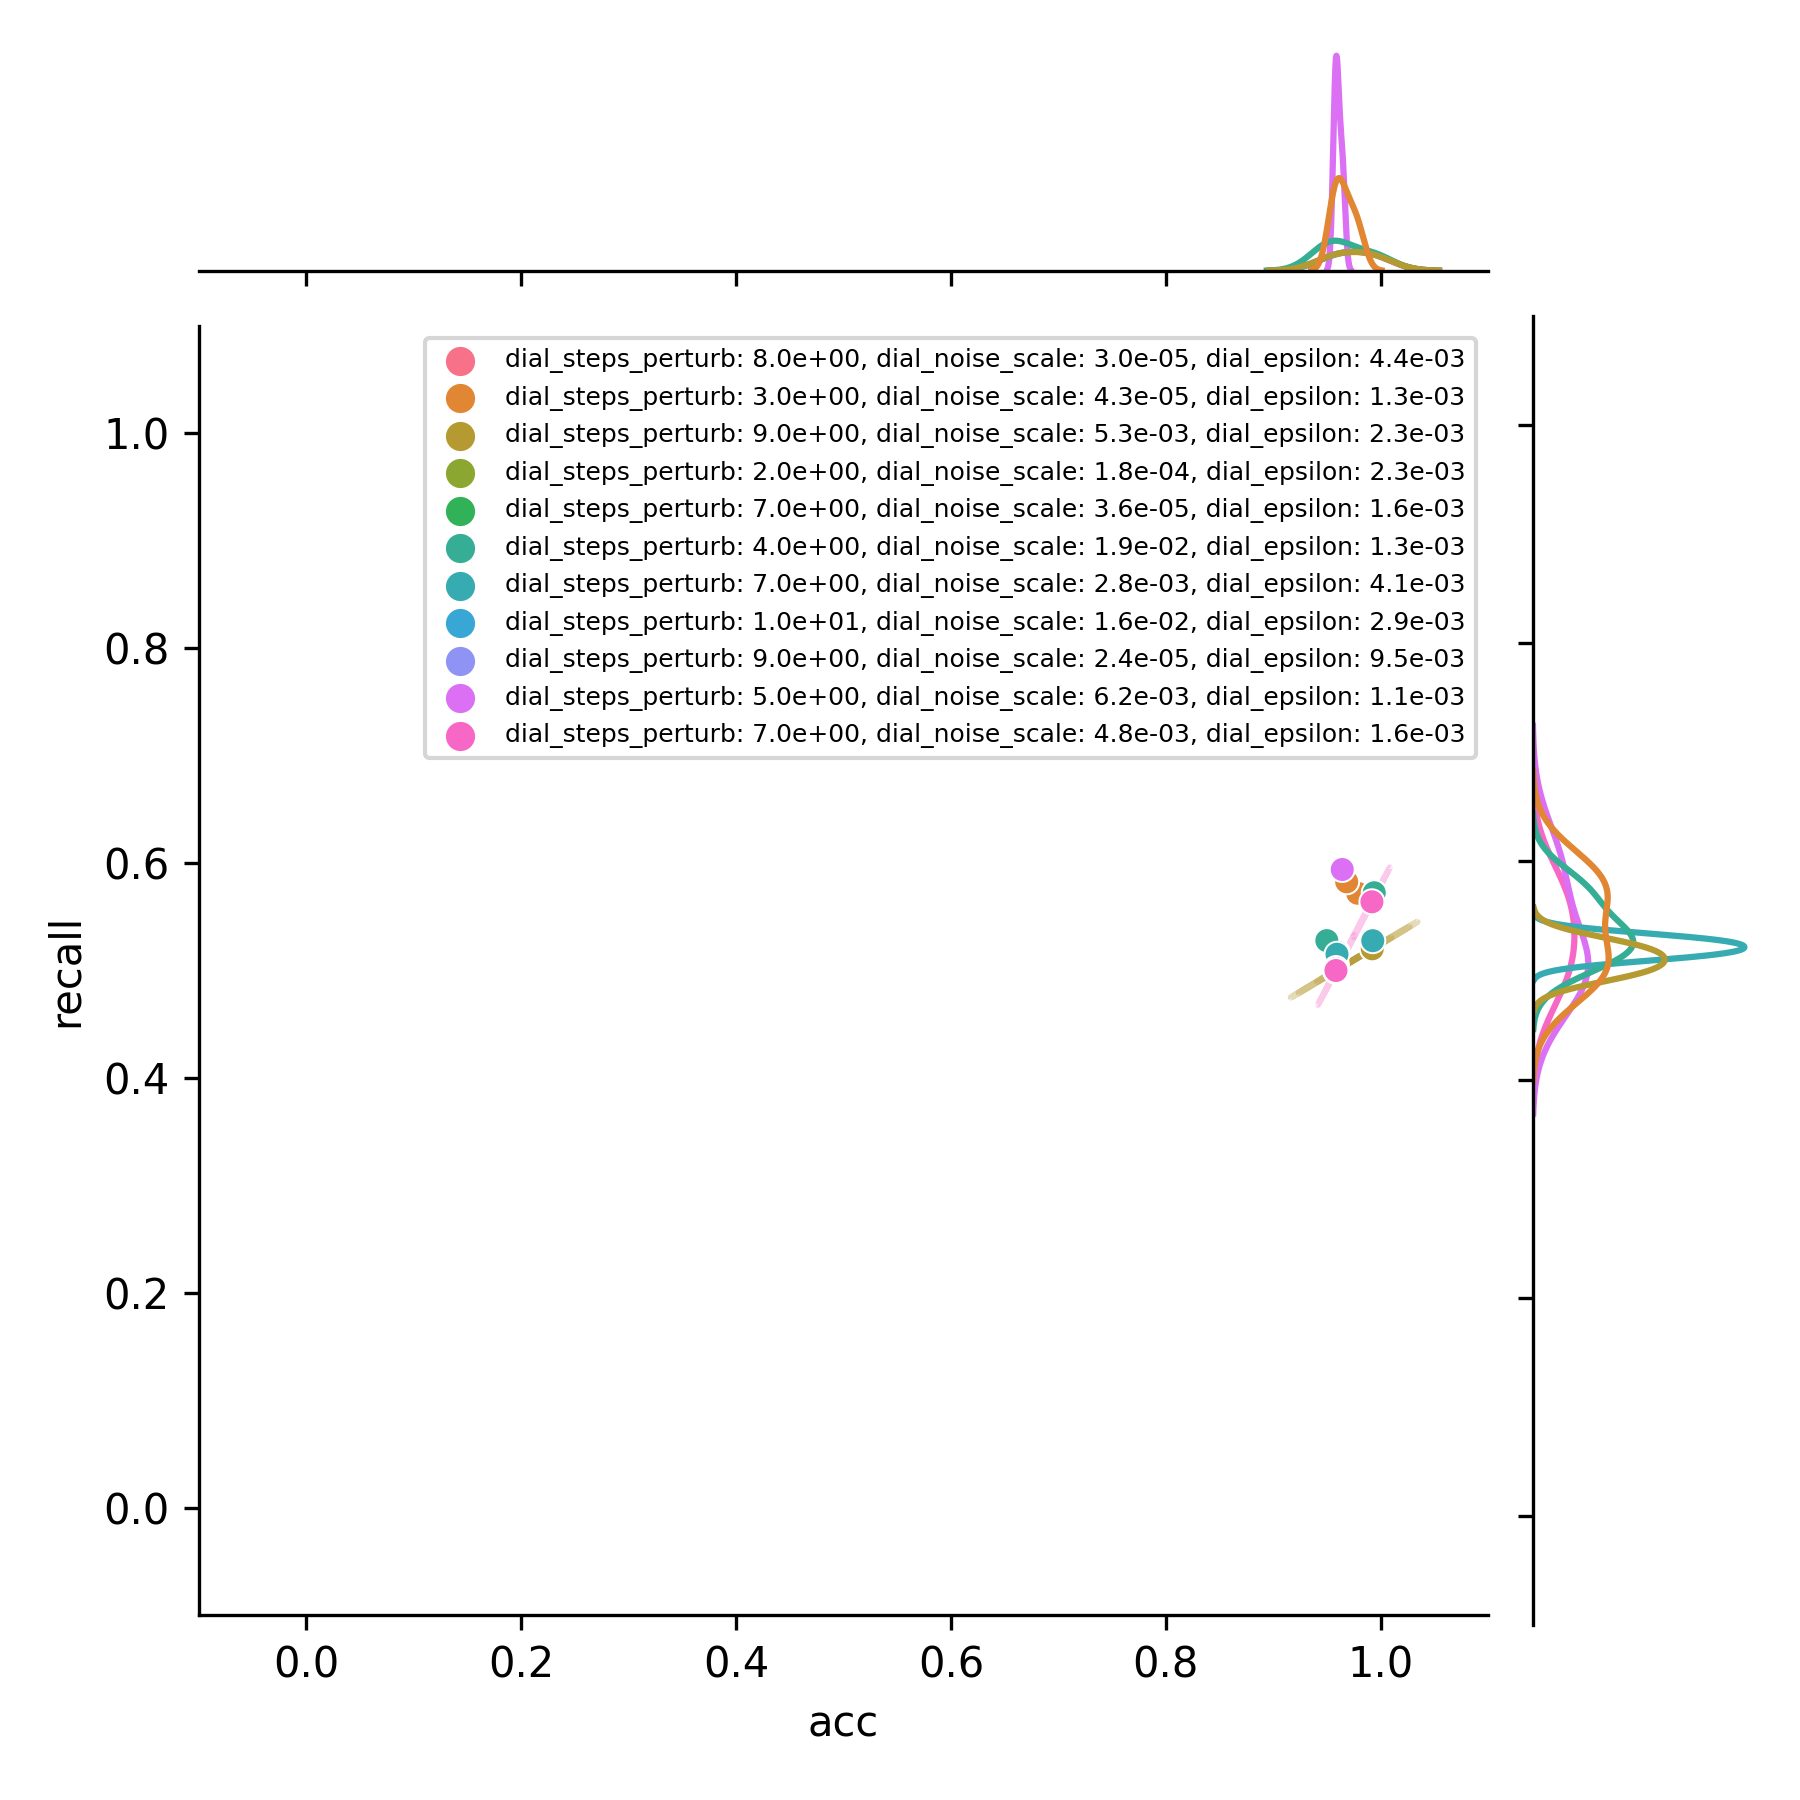 dial_steps_perturb: 8.0e+00, dial_noise_scale: 3.0e-05, dial_epsilon: 4.4e-03
dial_steps_perturb: 3.0e+00, dial_noise_scale: 4.3e-05, dial_epsilon: 1.3e-03
dial_steps_perturb: 9.0e+00, dial_noise_scale: 5.3e-03, dial_epsilon: 2.3e-03
dial_steps_perturb: 2.0e+00, dial_noise_scale: 1.8e-04, dial_epsilon: 2.3e-03
dial_steps_perturb: 7.0e+00, dial_noise_scale: 3.6e-05, dial_epsilon: 1.6e-03
dial_steps_perturb: 4.0e+00, dial_noise_scale: 1.9e-02, dial_epsilon: 1.3e-03
dial_steps_perturb: 7.0e+00, dial_noise_scale: 2.8e-03, dial_epsilon: 4.1e-03
dial_steps_perturb: 1.0e+01, dial_noise_scale: 1.6e-02, dial_epsilon: 2.9e-03
dial_steps_perturb: 9.0e+00, dial_noise_scale: 2.4e-05, dial_epsilon: 9.5e-03
dial_steps_perturb: 5.0e+00, dial_noise_scale: 6.2e-03, dial_epsilon: 1.1e-03
dial_steps_perturb: 7.0e+00, dial_noise_scale: 4.8e-03, dial_epsilon: 1.6e-03
1.0
0.8
0.6
0.4
0.2
0.0
recall
0.0 0.2 0.4 0.6 0.8 1.0
acc